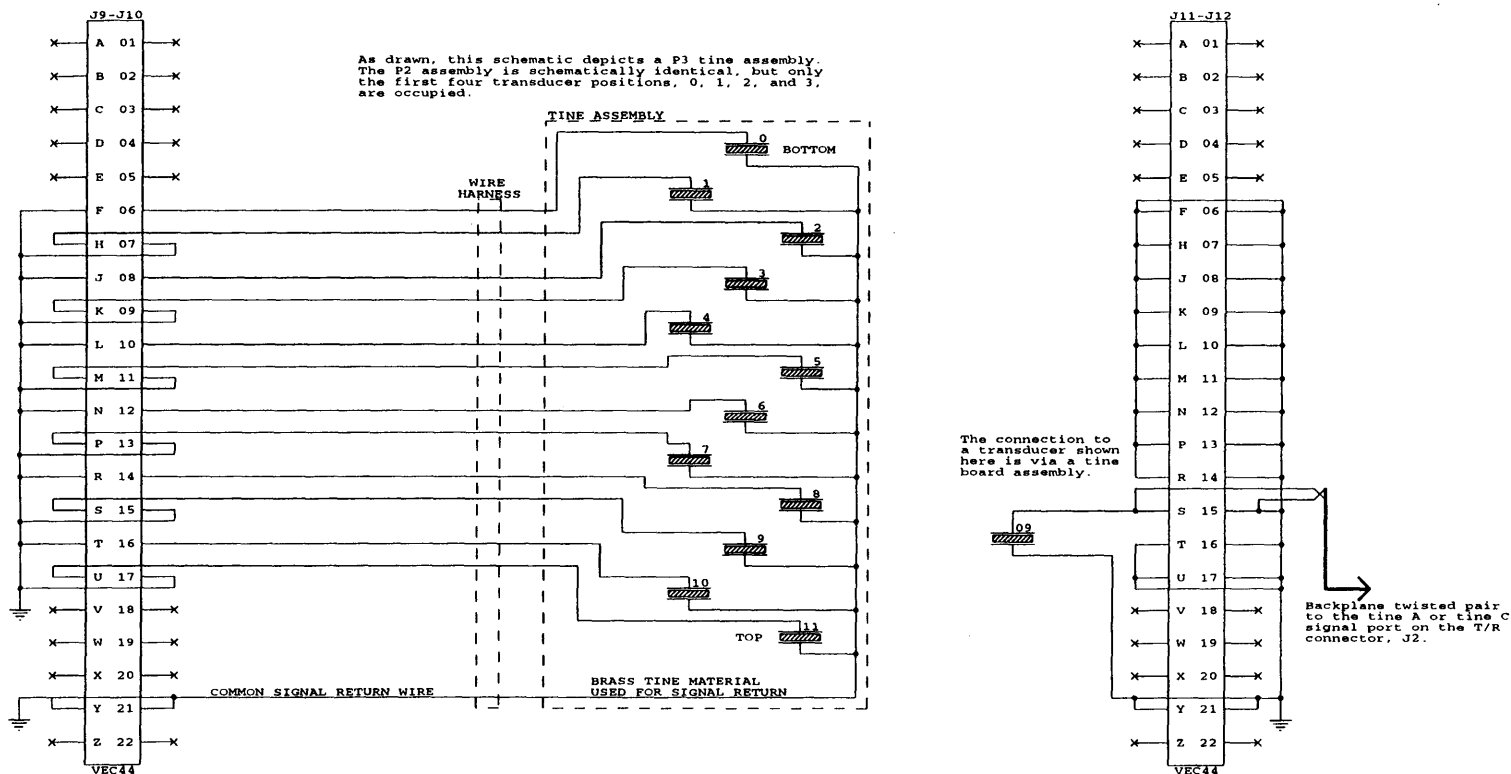 J9-J10
A 01
B 02
C 03
D 04
E 05
F 06
H 07
J 08
K 09
L 10
M 11
N 12
P 13
R 14
S 15
T 16
U 17
V 18
W 19
X 20
Y 21
Z 22
VEC44
As drawn, this schematic depicts a P3 tine assembly.
The P2 assembly is schematically identical, but only
the first four transducer positions, 0, 1, 2, and 3,
are occupied.
WIRE
HARNESS
TINE ASSEMBLY
0
BOTTOM
1
2
3
4
5
6
7
8
9
10
11
TOP
COMMON SIGNAL RETURN WIRE
BRASS TINE MATERIAL
USED FOR SIGNAL RETURN
J11-J12
A 01
B 02
C 03
D 04
E 05
F 06
H 07
J 08
K 09
L 10
M 11
N 12
P 13
R 14
S 15
T 16
U 17
V 18
W 19
X 20
Y 21
Z 22
VEC44
The connection to
a transducer shown
here is via a tine
board assembly.
09
Backplane twisted pair
to the tine A or tine C
signal port on the T/R
connector, J2.